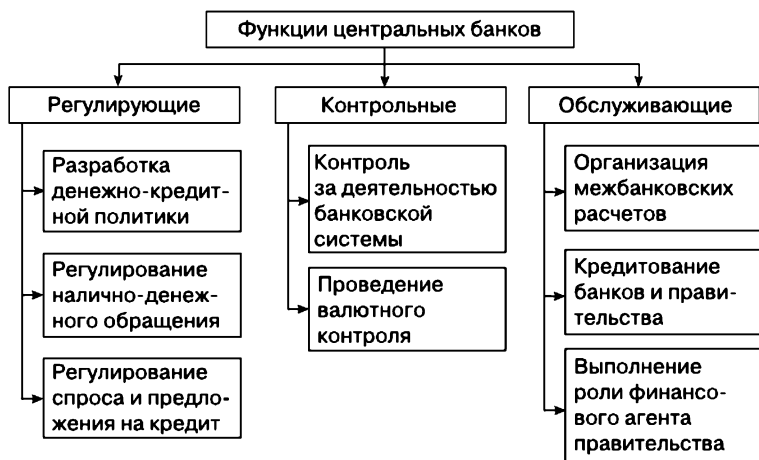 Функции центральных банков
Регулирующие
Контрольные
Обслуживающие
Разработка
денежно-кредит-
ной политики
Регулирование
налично-денеж-
ного обращения
Регулирование
спроса и предло-
жения на кредит
Контроль
за деятельностью
банковской
системы
Проведение
валютного
контроля
Организация
межбанковских
расчетов
Кредитование
банков и прави-
тельства
Выполнение
роли финансо-
вого агента
правительства